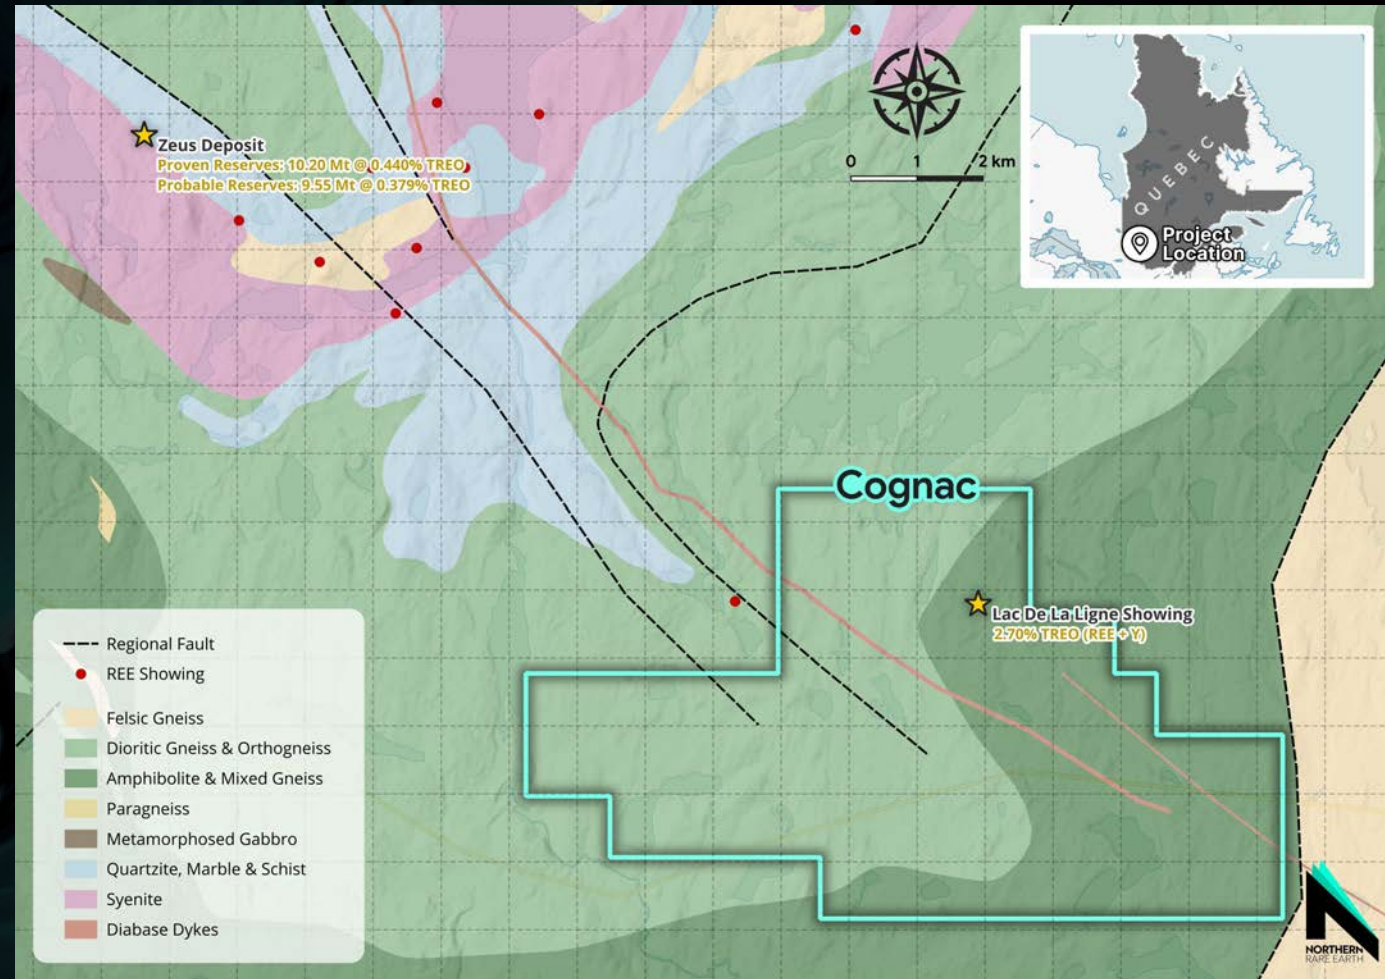 Zeus Deposit
Proven Reserves: 10.20 Mt @ 0.440% TREO
Probable Reserves: 9.55 Mt @ 0.379% TREO
0 1 2 km
QUEBEC
Project
Location
Cognac
Lac De La Ligne Showing
2.70% TREO (REE + Y)
Regional Fault
REE Showing
Felsic Gneiss
Dioritic Gneiss & Orthogneiss
Amphibolite & Mixed Gneiss
Paragneiss
Metamorphosed Gabbro
Quartzite, Marble & Schist
Syenite
Diabase Dykes
NORTHERN
RARE EARTH